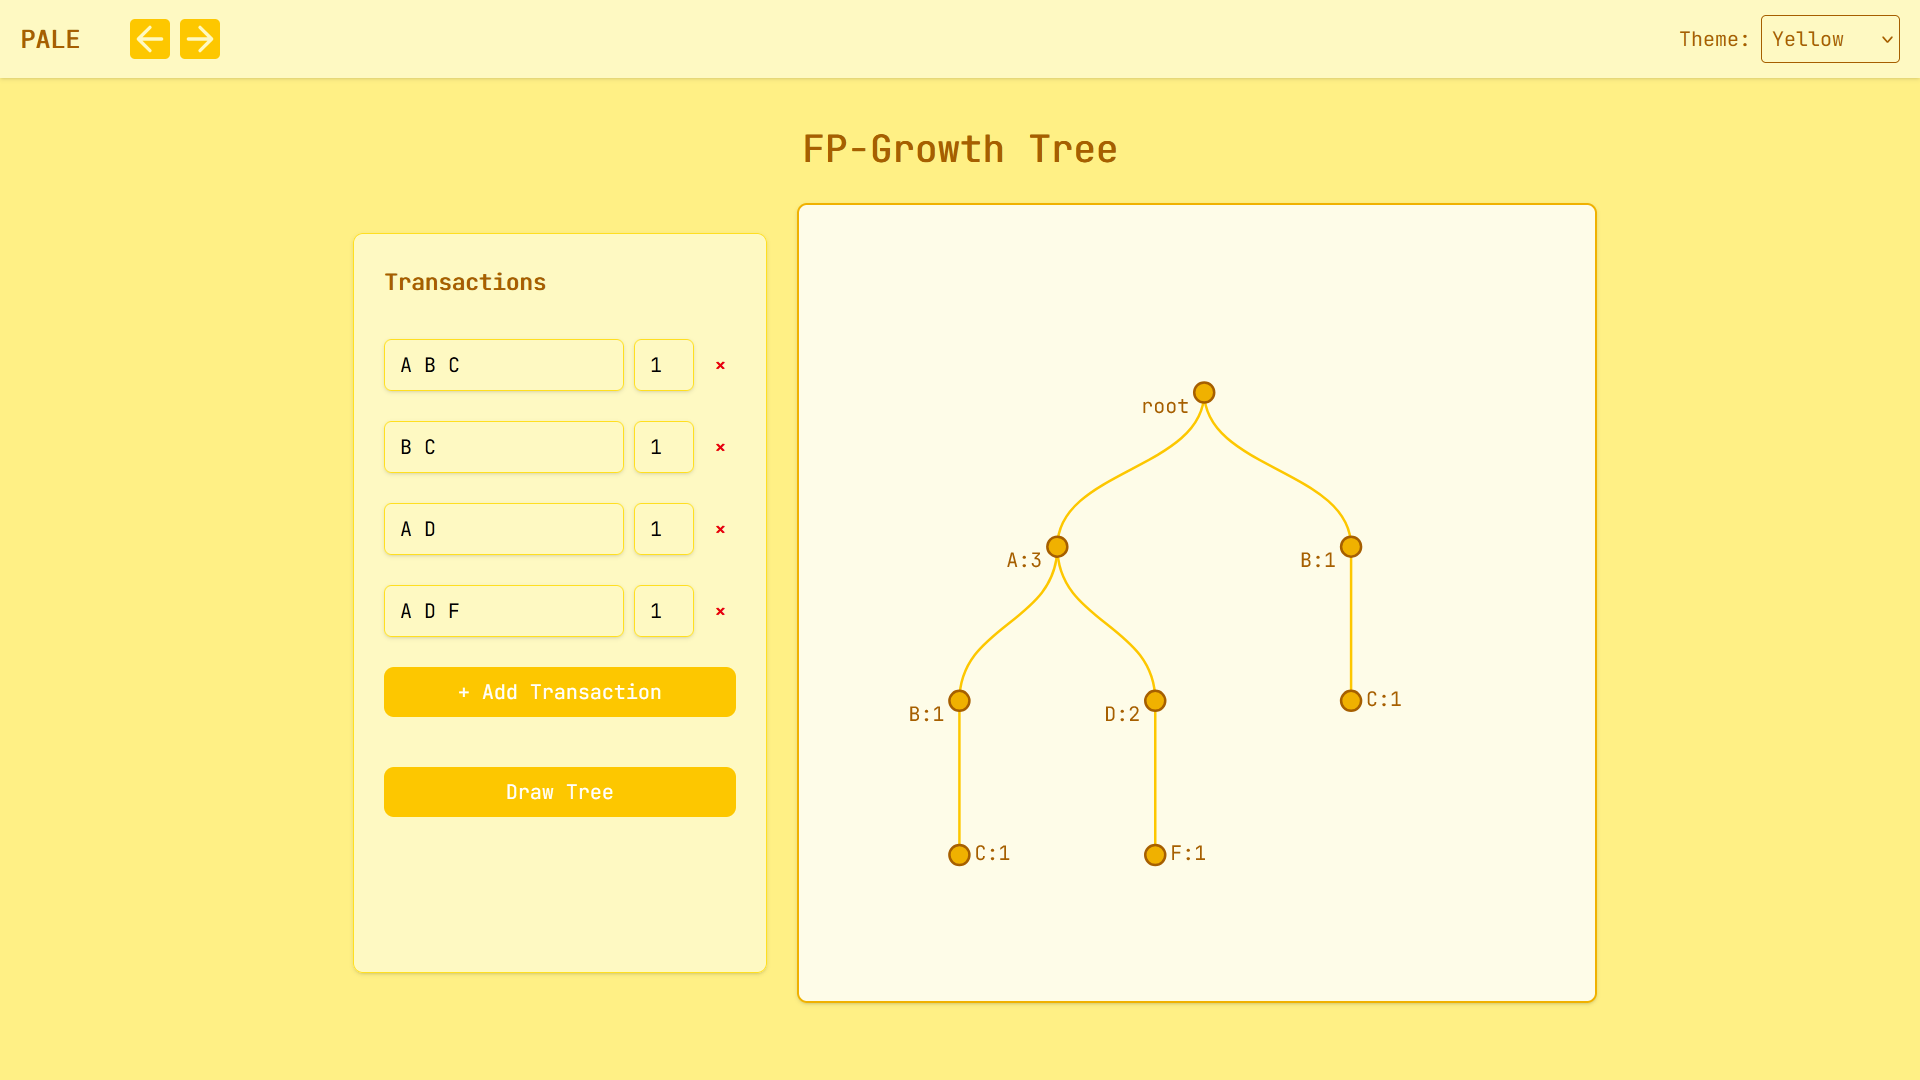 PALE
Theme: Yellow
FP-Growth Tree
Transactions
A B C 1 ×
B C 1 ×
A D 1 ×
A D F 1 ×
+ Add Transaction
Draw Tree
root
A:3 B:1
B:1 D:2 C:1
C:1 F:1